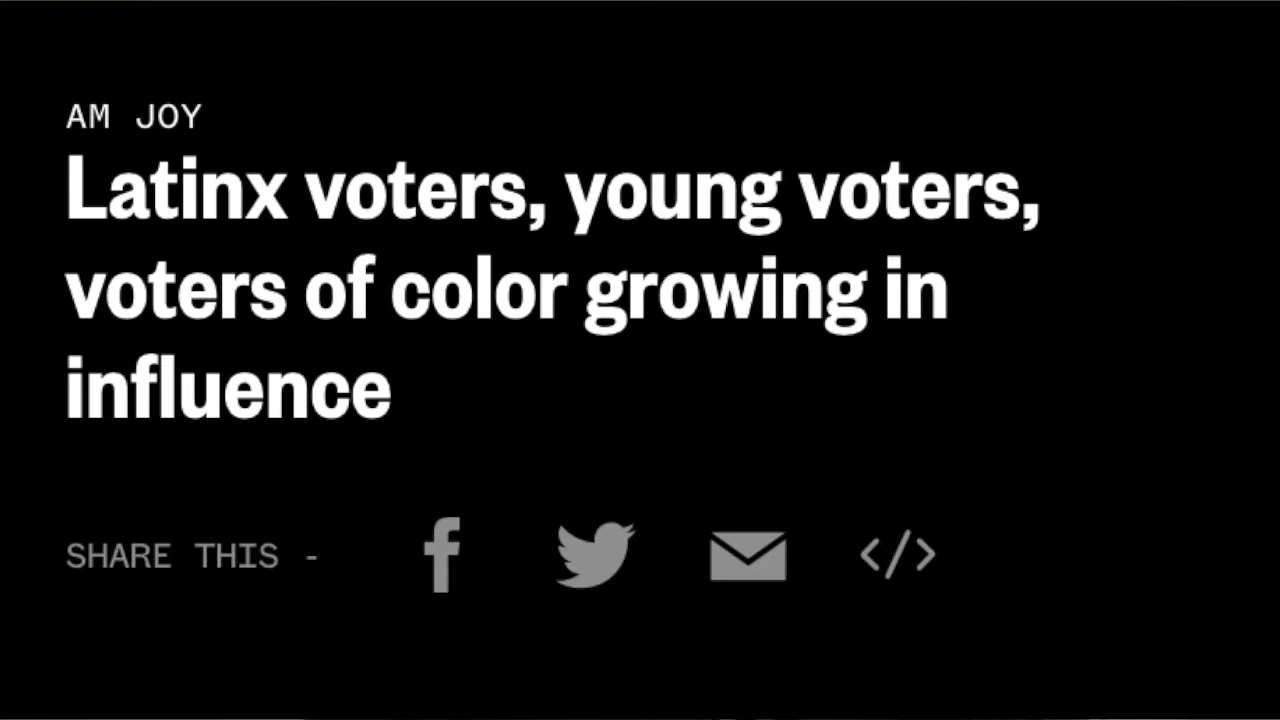 AM JOY
Latinx voters, young voters,
voters of color growing in
influence
SHARE THIS -